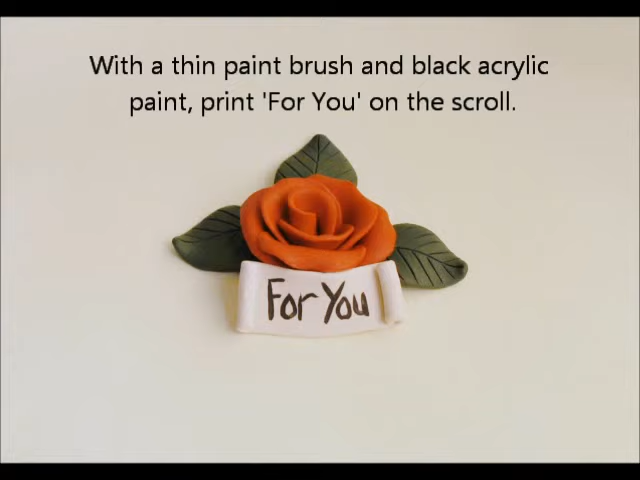 With a thin paint brush and black acrylic
paint, print 'For You' on the scroll.
For You